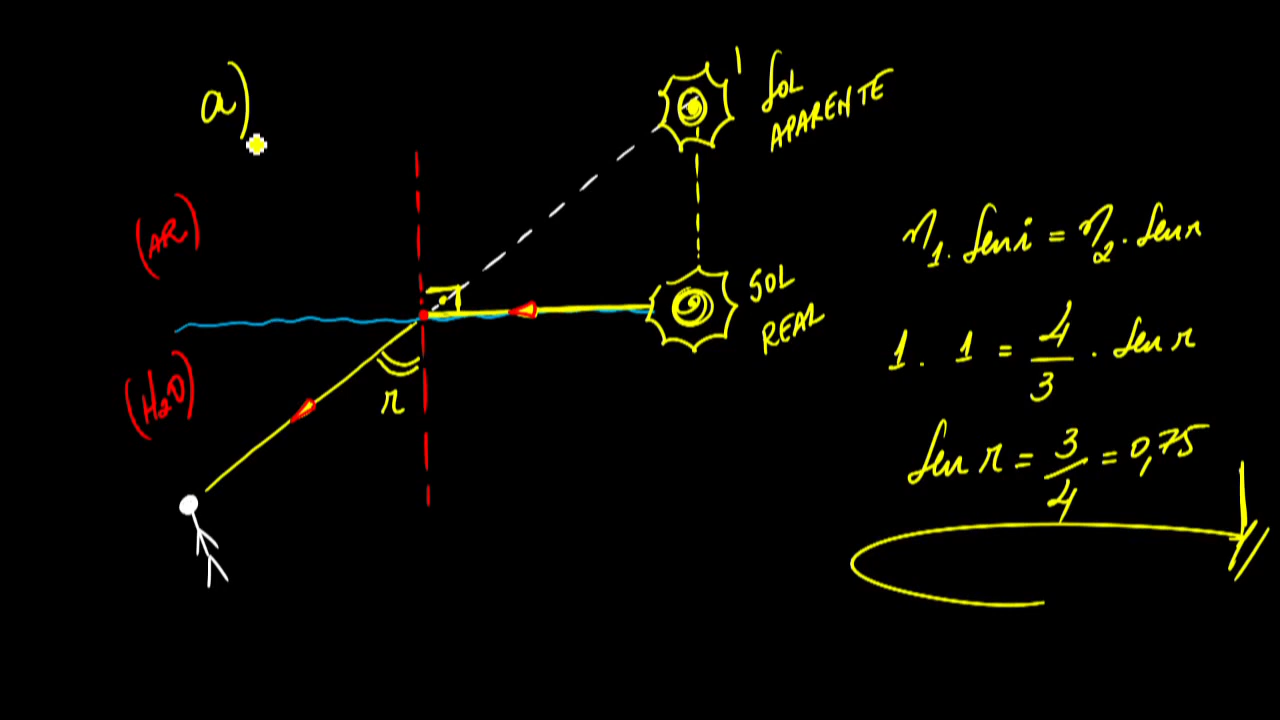 a)
SOL
APARENTE
(AR)
SOL
REAL
(H₂O)
r
n₁. Sen i = n₂. Sen r
1. 1 = 4/3 . Sen r
Sen r = 3/4 = 0,75